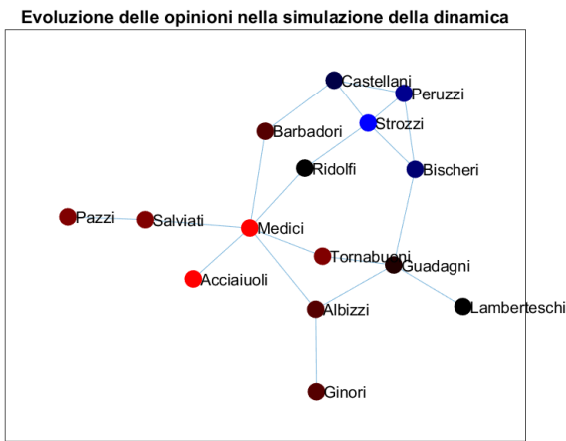 Evoluzione delle opinioni nella simulazione della dinamica
Castellani
Peruzzi
Strozzi
Barbadori
Ridolfi
Bischeri
Pazzi
Salviati
Medici
Tornabuoni
Guadagni
Acciaiuoli
Albizzi
Lamberteschi
Ginori